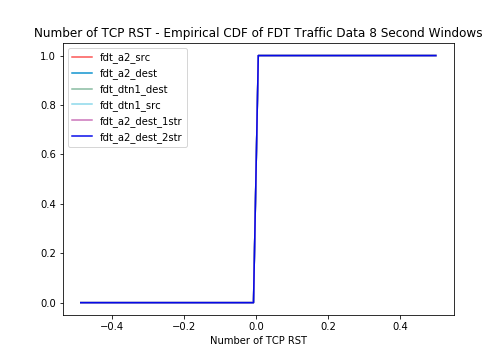 Number of TCP RST - Empirical CDF of FDT Traffic Data 8 Second Windows
1.0
0.8
0.6
0.4
0.2
0.0
fdt_a2_src
fdt_a2_dest
fdt_dtn1_dest
fdt_dtn1_src
fdt_a2_dest_1str
fdt_a2_dest_2str
−0.4 −0.2 0.0 0.2 0.4
Number of TCP RST